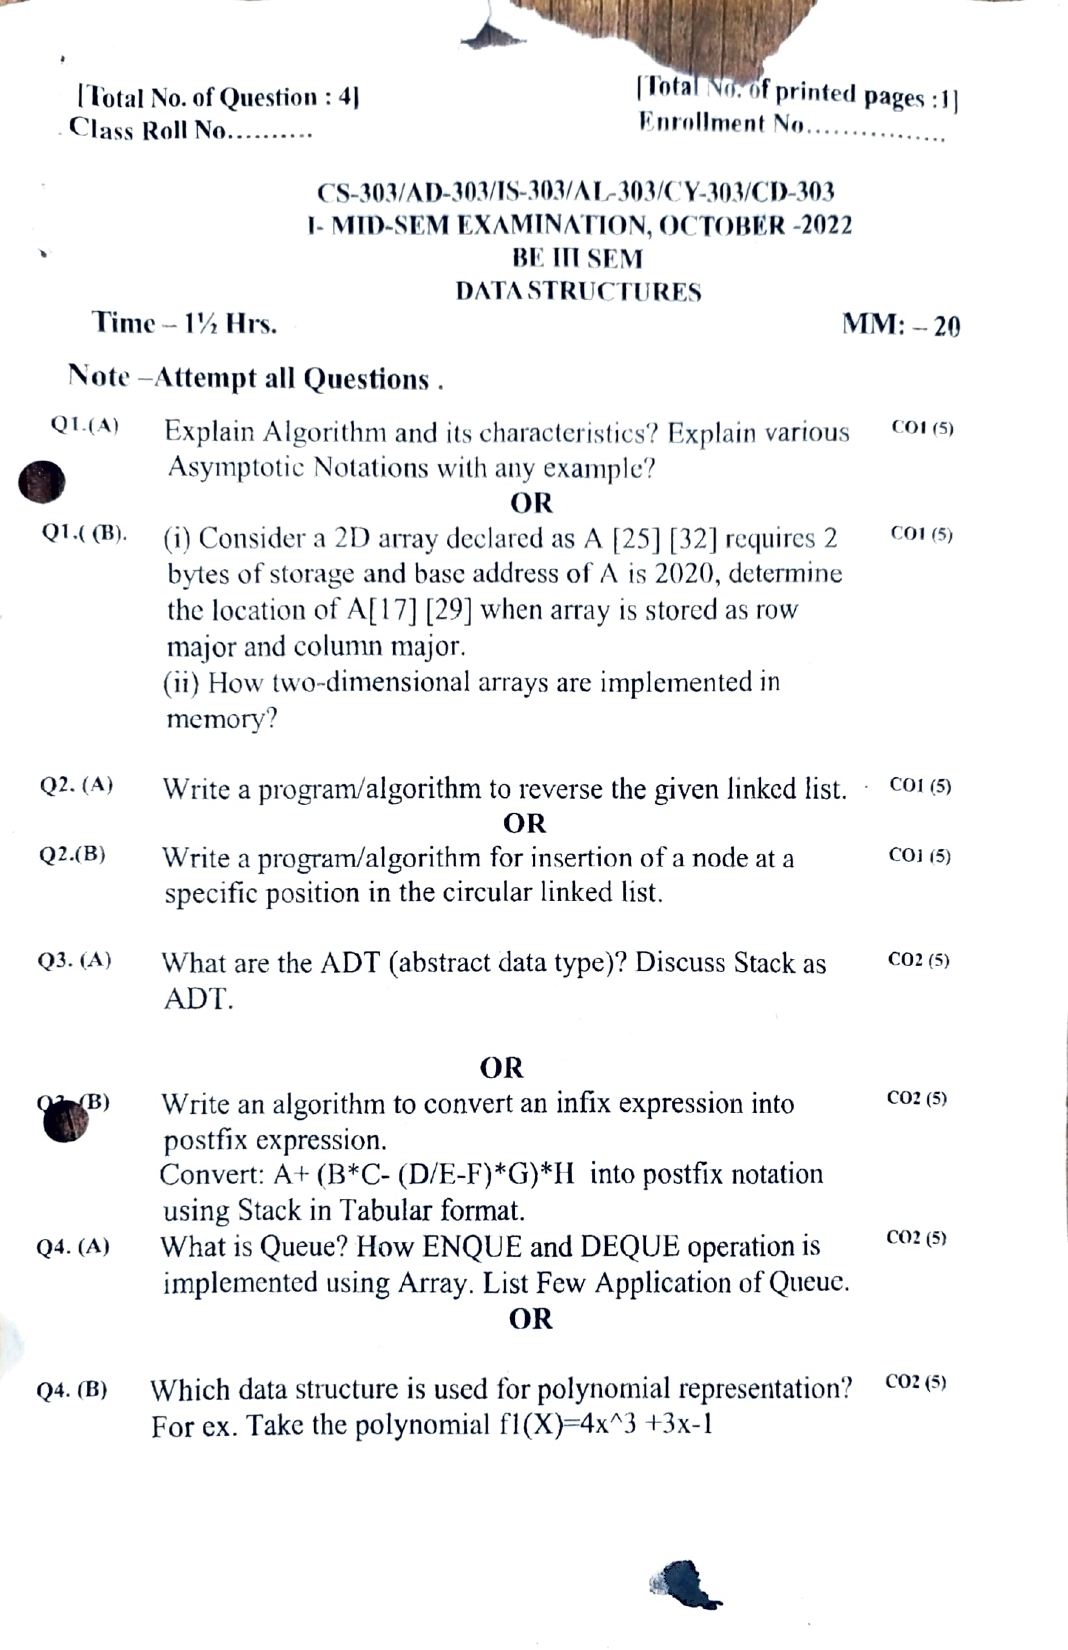 [Total No. of Question : 4]
[Total No. of printed pages :1]
Class Roll No..........
Enrollment No................
CS-303/AD-303/IS-303/AL-303/CY-303/CD-303
I- MID-SEM EXAMINATION, OCTOBER -2022
BE III SEM
DATA STRUCTURES
Time – 1½ Hrs. MM: – 20
Note –Attempt all Questions .
Q1.(A) Explain Algorithm and its characteristics? Explain various CO1 (5)
Asymptotic Notations with any example?
OR
Q1.( (B). (i) Consider a 2D array declared as A [25] [32] requires 2 CO1 (5)
bytes of storage and base address of A is 2020, determine
the location of A[17] [29] when array is stored as row
major and column major.
(ii) How two-dimensional arrays are implemented in
memory?
Q2. (A) Write a program/algorithm to reverse the given linked list. CO1 (5)
OR
Q2.(B) Write a program/algorithm for insertion of a node at a CO1 (5)
specific position in the circular linked list.
Q3. (A) What are the ADT (abstract data type)? Discuss Stack as CO2 (5)
ADT.
OR
(B) Write an algorithm to convert an infix expression into CO2 (5)
postfix expression.
Convert: A+ (B*C- (D/E-F)*G)*H into postfix notation
using Stack in Tabular format.
Q4. (A) What is Queue? How ENQUE and DEQUE operation is CO2 (5)
implemented using Array. List Few Application of Queue.
OR
Q4. (B) Which data structure is used for polynomial representation? CO2 (5)
For ex. Take the polynomial f1(X)=4x^3 +3x-1